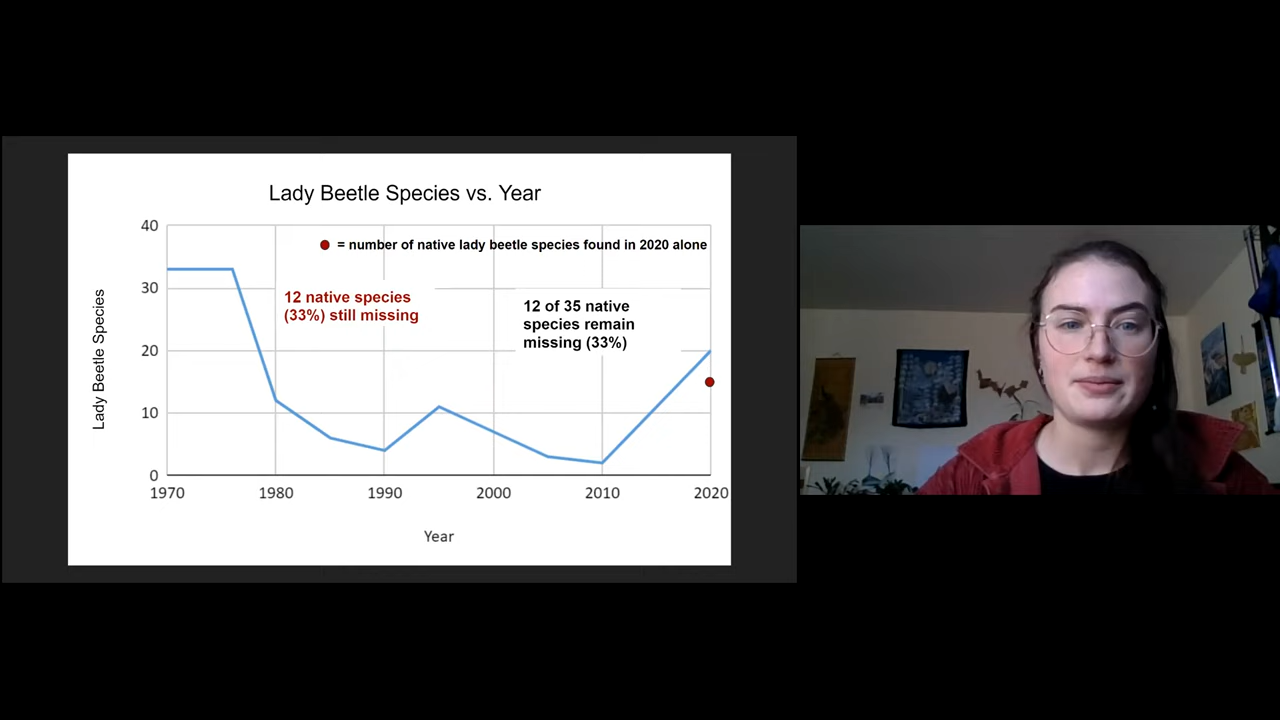 Lady Beetle Species vs. Year
= number of native lady beetle species found in 2020 alone
12 native species
(33%) still missing
12 of 35 native
species remain
missing (33%)
Lady Beetle Species
40
30
20
10
0
1970 1980 1990 2000 2010 2020
Year